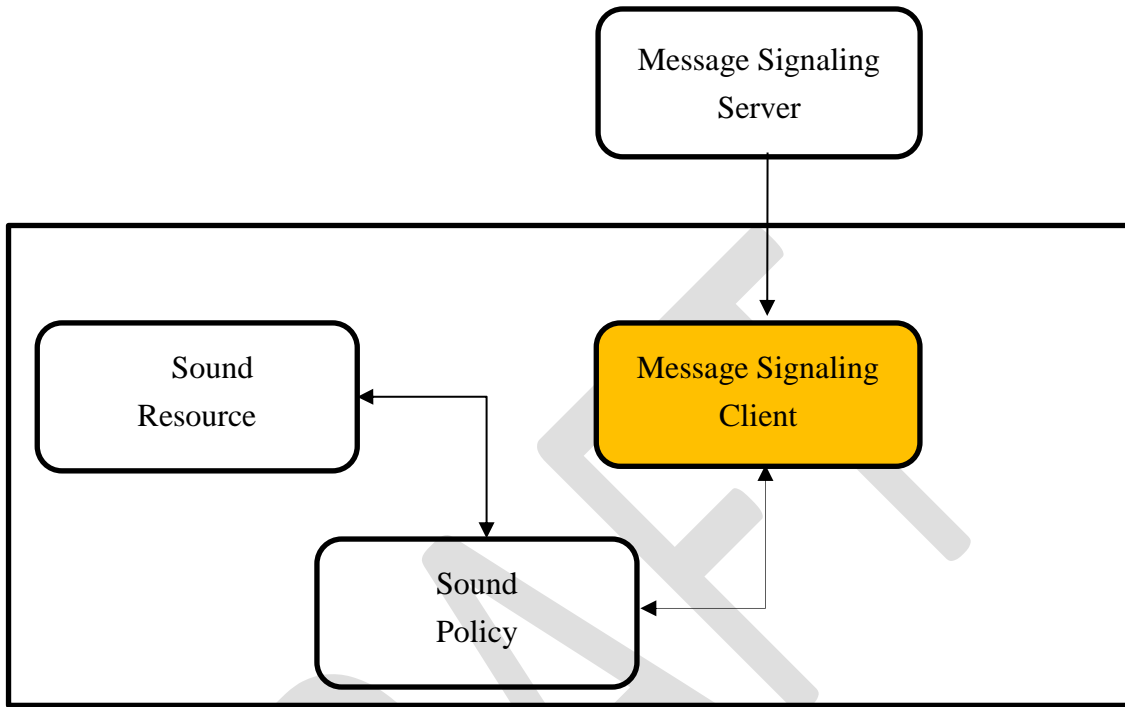 Message Signaling
Server
Sound
Resource
Message Signaling
Client
Sound
Policy